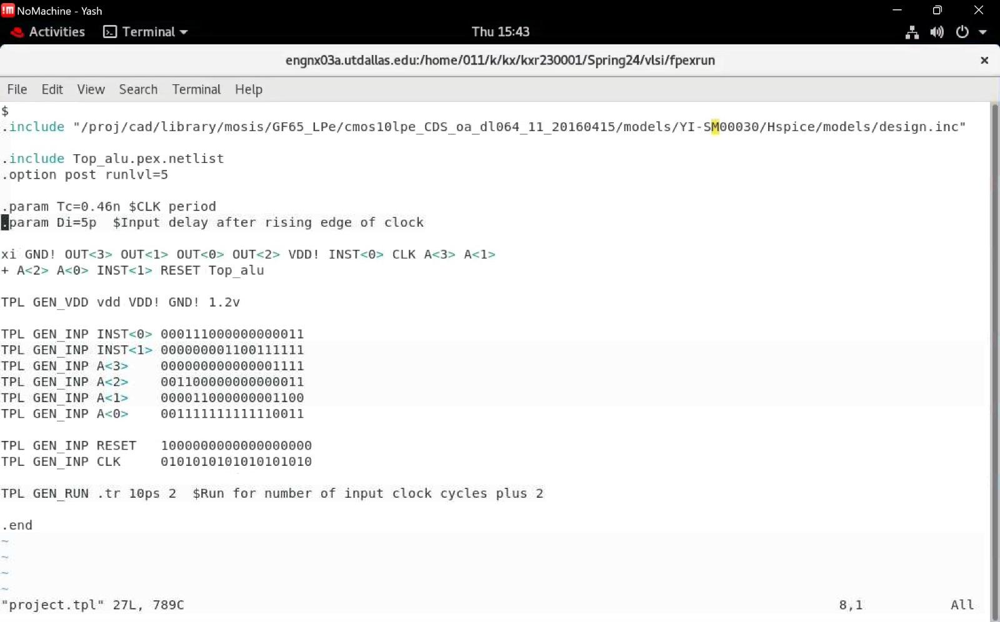 NoMachine - Yash
Activities Terminal Thu 15:43
engnx03a.utdallas.edu:/home/011/k/kx/kxr230001/Spring24/vlsi/fpexrun
File Edit View Search Terminal Help
$
.include "/proj/cad/library/mosis/GF65_LPe/cmos10lpe_CDS_oa_dl064_11_20160415/models/YI-SM00030/Hspice/models/design.inc"
.include Top_alu.pex.netlist
.option post runlvl=5
.param Tc=0.46n $CLK period
.param Di=5p $Input delay after rising edge of clock
xi GND! OUT<3> OUT<1> OUT<0> OUT<2> VDD! INST<0> CLK A<3> A<1>
+ A<2> A<0> INST<1> RESET Top_alu
TPL GEN_VDD vdd VDD! GND! 1.2v
TPL GEN_INP INST<0> 000111000000000011
TPL GEN_INP INST<1> 000000001100111111
TPL GEN_INP A<3> 000000000000001111
TPL GEN_INP A<2> 001100000000000011
TPL GEN_INP A<1> 000011000000001100
TPL GEN_INP A<0> 001111111111110011
TPL GEN_INP RESET 1000000000000000000
TPL GEN_INP CLK 0101010101010101010
TPL GEN_RUN .tr 10ps 2 $Run for number of input clock cycles plus 2
.end
~
~
~
~
"project.tpl" 27L, 789C 8,1 All